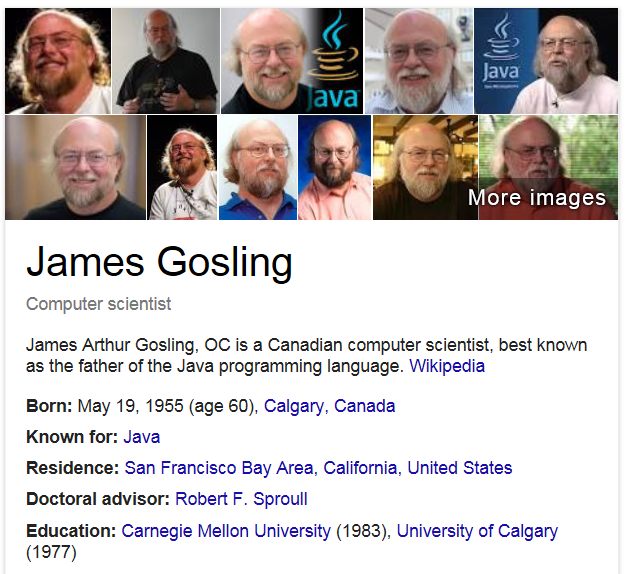 Java
Java
More images
James Gosling
Computer scientist
James Arthur Gosling, OC is a Canadian computer scientist, best known
as the father of the Java programming language. Wikipedia
Born: May 19, 1955 (age 60), Calgary, Canada
Known for: Java
Residence: San Francisco Bay Area, California, United States
Doctoral advisor: Robert F. Sproull
Education: Carnegie Mellon University (1983), University of Calgary
(1977)